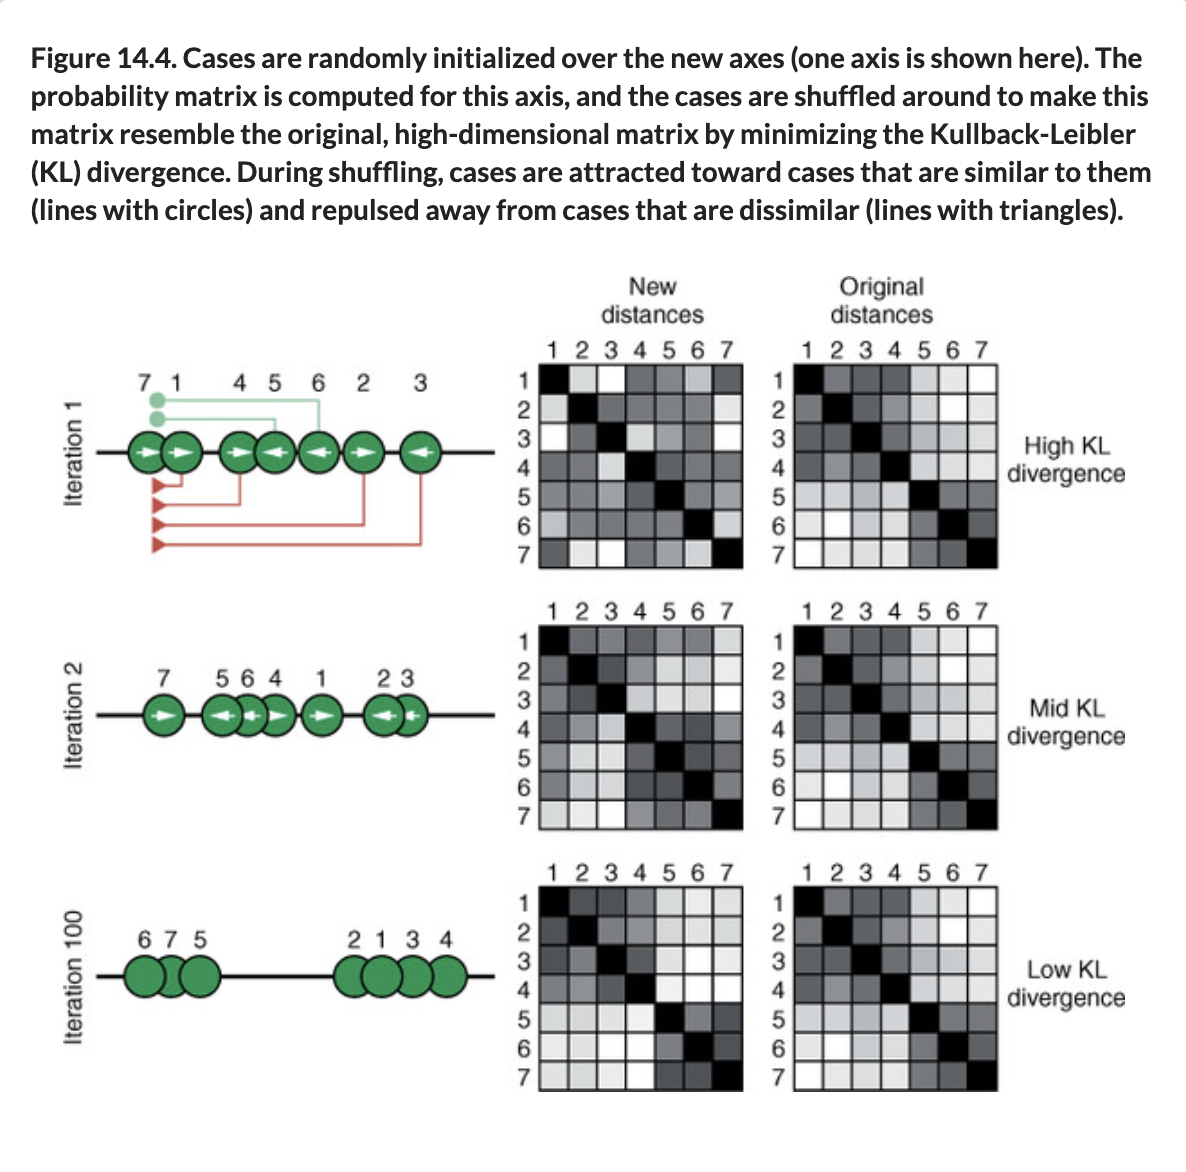 Figure 14.4. Cases are randomly initialized over the new axes (one axis is shown here). The
probability matrix is computed for this axis, and the cases are shuffled around to make this
matrix resemble the original, high-dimensional matrix by minimizing the Kullback-Leibler
(KL) divergence. During shuffling, cases are attracted toward cases that are similar to them
(lines with circles) and repulsed away from cases that are dissimilar (lines with triangles).
New
distances
Original
distances
Iteration 1
7 1 4 5 6 2 3
1 2 3 4 5 6 7
1
2
3
4
5
6
7
1 2 3 4 5 6 7
1
2
3
4
5
6
7
High KL
divergence
Iteration 2
7 5 6 4 1 2 3
1 2 3 4 5 6 7
1
2
3
4
5
6
7
1 2 3 4 5 6 7
1
2
3
4
5
6
7
Mid KL
divergence
Iteration 100
6 7 5 2 1 3 4
1 2 3 4 5 6 7
1
2
3
4
5
6
7
1 2 3 4 5 6 7
1
2
3
4
5
6
7
Low KL
divergence